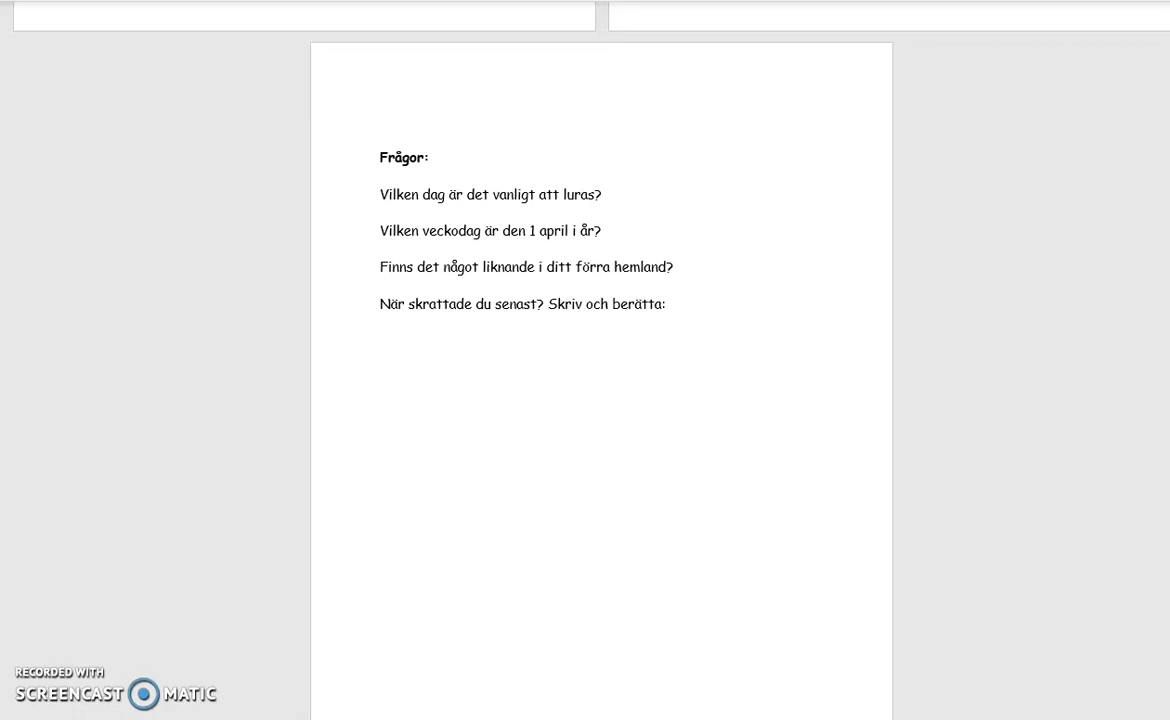 Frågor:
Vilken dag är det vanligt att luras?
Vilken veckodag är den 1 april i år?
Finns det något liknande i ditt förra hemland?
När skrattade du senast? Skriv och berätta:
RECORDED WITH
SCREENCAST MATIC